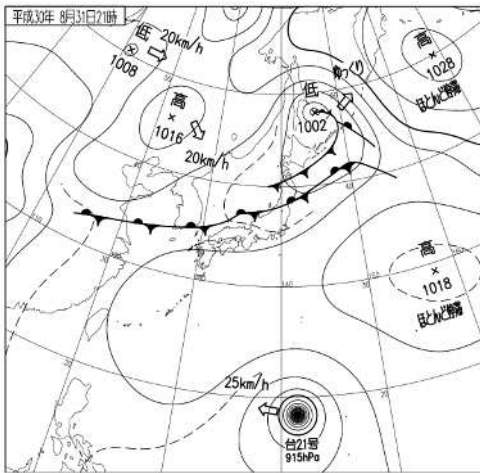 平成30年 8月31日21時
低
20km/h
1008
高
1016
20km/h
低
1002
ゆっくり
高
1028
ほとんど停滞
高
1018
ほとんど停滞
25km/h
台21号
915hPa